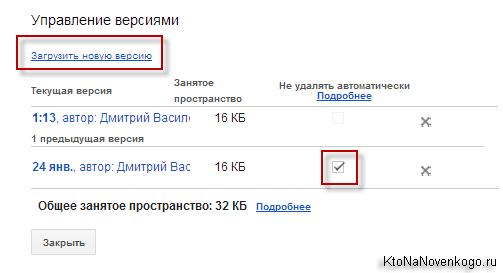 Управление версиями
Загрузить новую версию
Текущая версия Занятое пространство Не удалять автоматически Подробнее
1:13, автор: Дмитрий Васил 16 КБ
1 предыдущая версия
24 янв., автор: Дмитрий Вас 16 КБ
Общее занятое пространство: 32 КБ Подробнее
Закрыть
KtoNaNovenkogo.ru